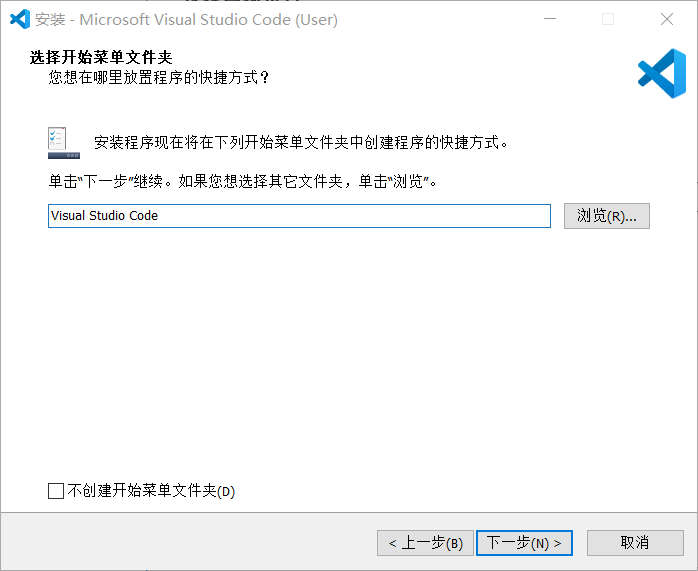 安装 - Microsoft Visual Studio Code (User)
选择开始菜单文件夹
您想在哪里放置程序的快捷方式？
安装程序现在将在下列开始菜单文件夹中创建程序的快捷方式。
单击“下一步”继续。如果您想选择其它文件夹，单击“浏览”。
Visual Studio Code 浏览(R)...
不创建开始菜单文件夹(D)
< 上一步(B) 下一步(N) > 取消